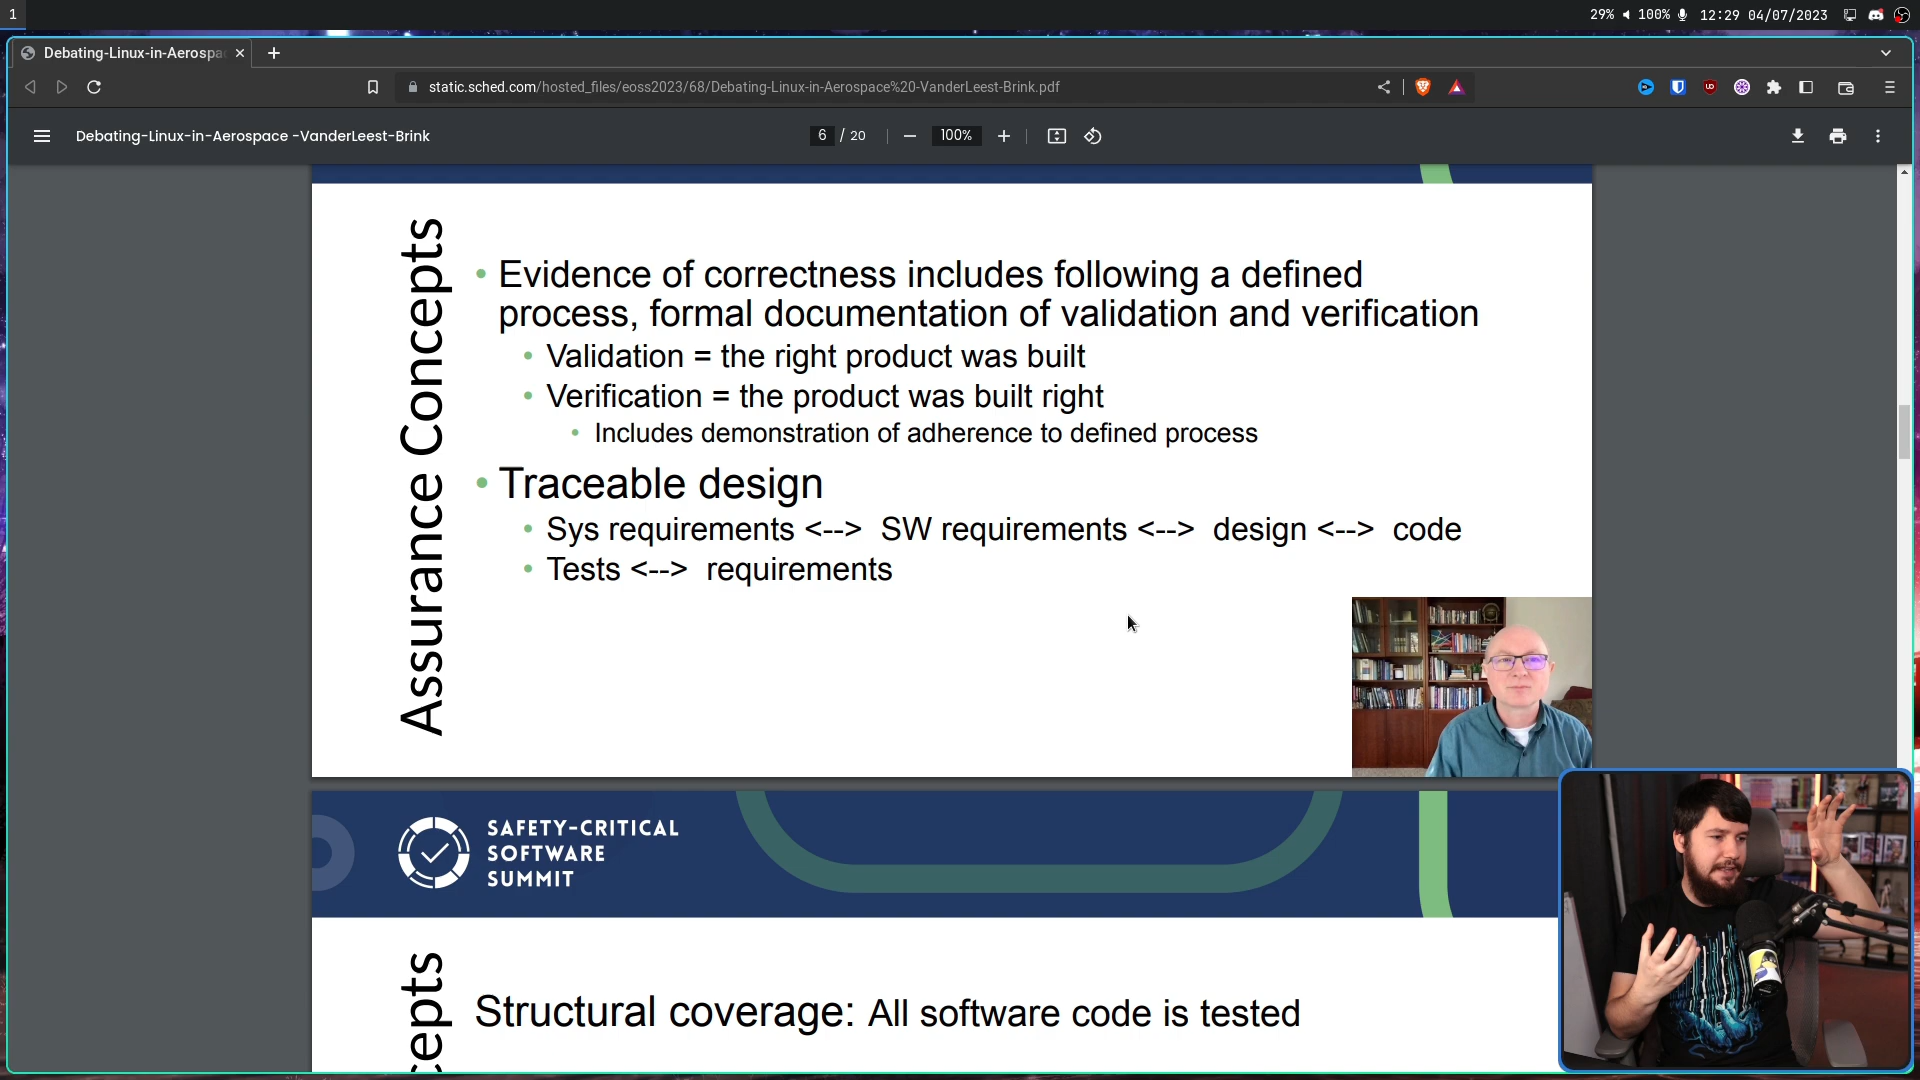 1
29% 100% 12:29 04/07/2023
Debating-Linux-in-Aerospa
static.sched.com/hosted_files/eoss2023/68/Debating-Linux-in-Aerospace%20-VanderLeest-Brink.pdf
Debating-Linux-in-Aerospace -VanderLeest-Brink
6 / 20
100%
Assurance Concepts
• Evidence of correctness includes following a defined
process, formal documentation of validation and verification
• Validation = the right product was built
• Verification = the product was built right
• Includes demonstration of adherence to defined process
• Traceable design
• Sys requirements <--> SW requirements <--> design <--> code
• Tests <--> requirements
SAFETY-CRITICAL
SOFTWARE
SUMMIT
cepts
Structural coverage: All software code is tested